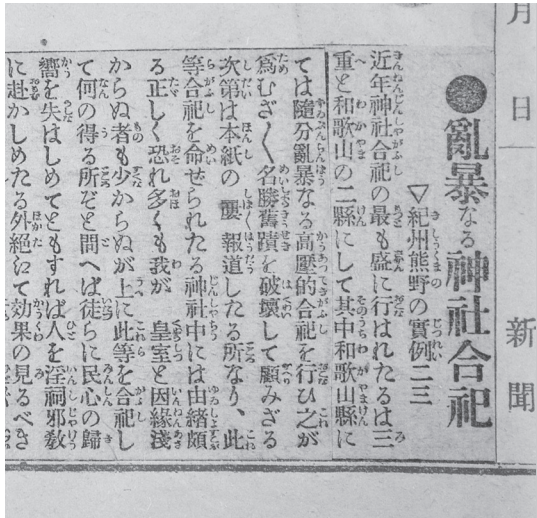 月　日　新聞
●亂暴なる神社合祀
▽紀州熊野の實例二三
近年神社合祀の最も盛に行はれたるは三
重と和歌山の二縣にして其中和歌山縣に
ては隨分亂暴なる高壓的合祀を行ひ之が
爲むざ〱名勝舊蹟を破壞して顧みざる
次第は本紙の　報道したる所なり、此
等合祀を命せられたる神社中には由緒頗
る正しく恐れ多くも我が　皇室と因緣淺
からぬ者も少からぬが上に此等を合祀し
て何の得る所ぞと問へば徒らに民心の歸
嚮を失はしめてともすれば人を淫祠邪敎
に赴かしめたる外絕えて効果の見るべき